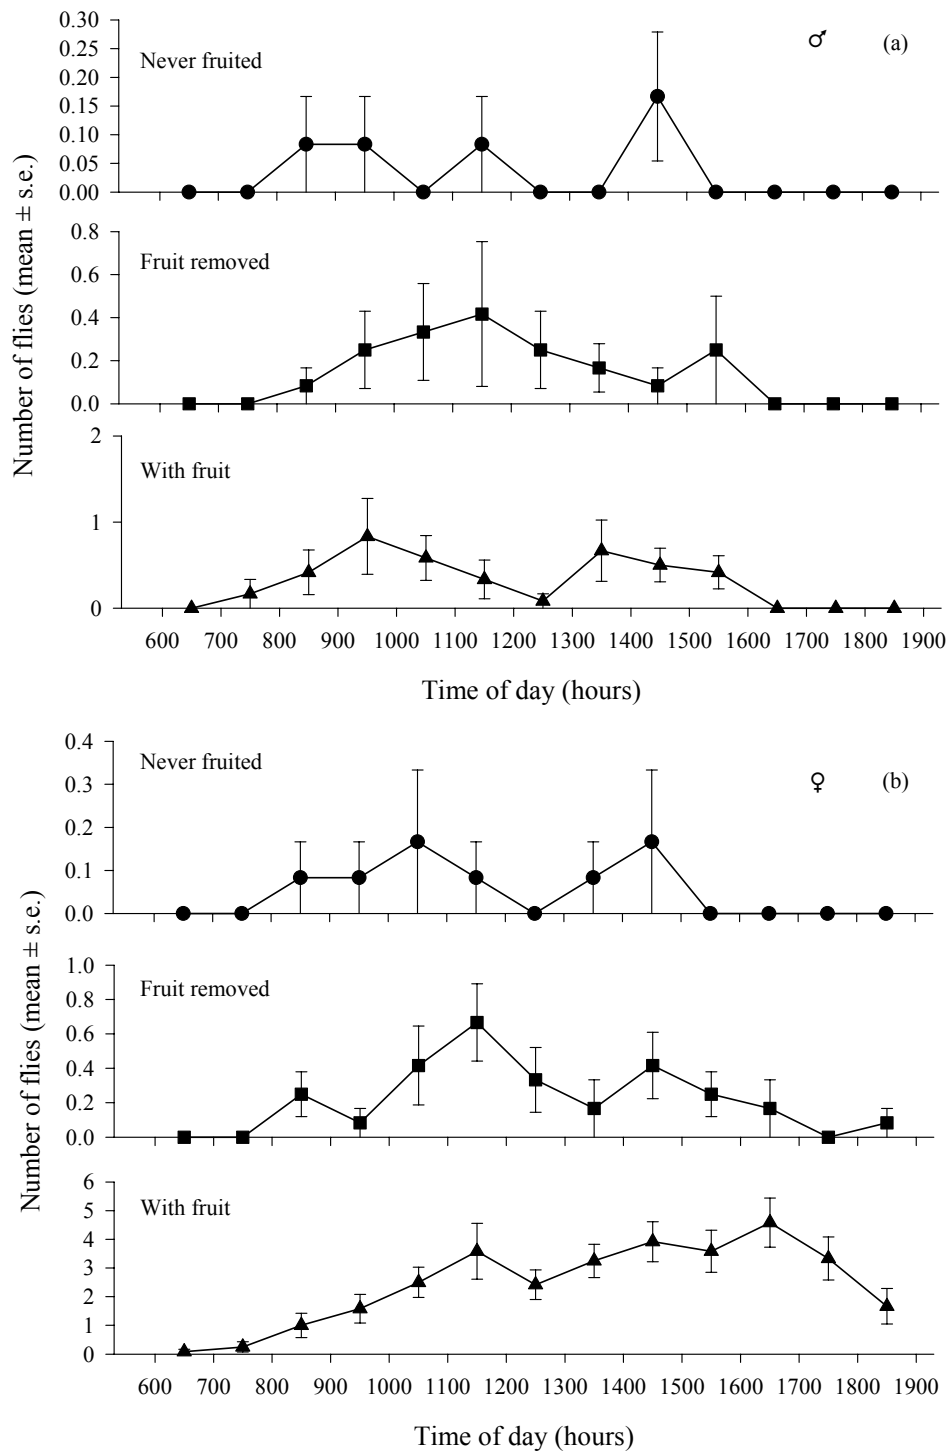 Number of flies (mean ± s.e.)
0.30
0.25
0.20
0.15
0.10
0.05
0.00
Never fruited
♂ (a)
0.8
0.6
0.4
0.2
0.0
Fruit removed
2
1
0
With fruit
600 700 800 900 1000 1100 1200 1300 1400 1500 1600 1700 1800 1900
Time of day (hours)
Number of flies (mean ± s.e.)
0.4
0.3
0.2
0.1
0.0
Never fruited
♀ (b)
1.0
0.8
0.6
0.4
0.2
0.0
Fruit removed
6
5
4
3
2
1
0
With fruit
600 700 800 900 1000 1100 1200 1300 1400 1500 1600 1700 1800 1900
Time of day (hours)